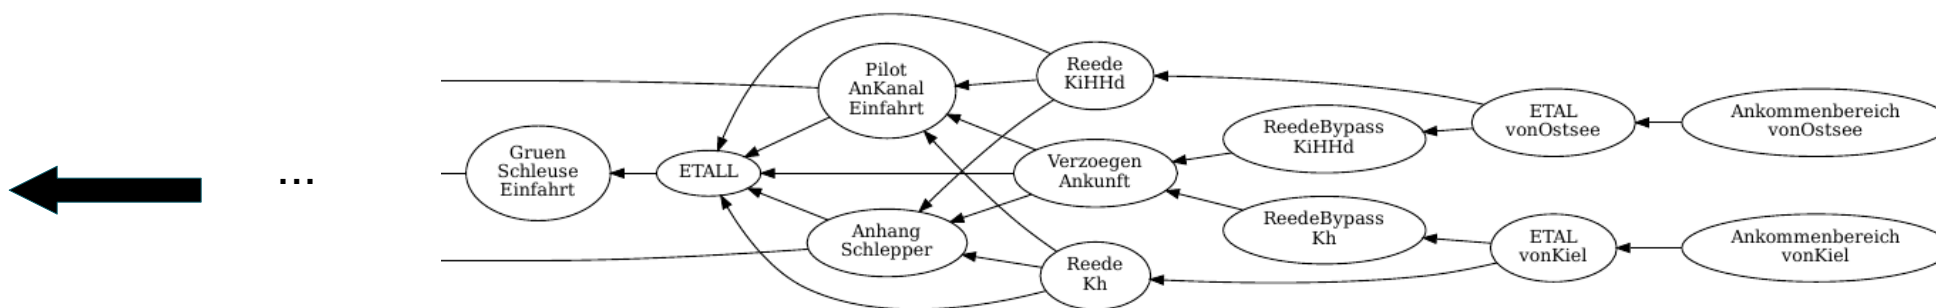 ...
Gruen
Schleuse
Einfahrt
ETALL
Pilot
AnKanal
Einfahrt
Anhang
Schlepper
Reede
KiHHd
Verzoegen
Ankunft
Reede
Kh
ReedeBypass
KiHHd
ReedeBypass
Kh
ETAL
vonOstsee
ETAL
vonKiel
Ankommenbereich
vonOstsee
Ankommenbereich
vonKiel